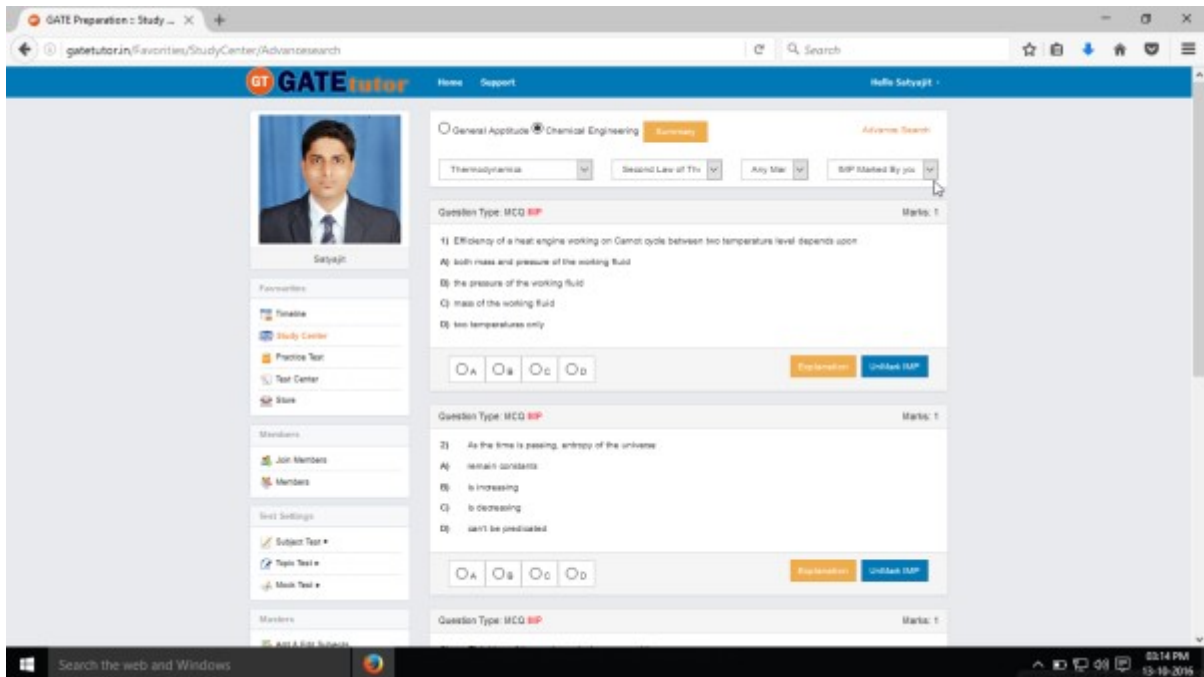 GATE Preparation :: Study ...
gatetutor.in/Favorities/StudyCenter/Advancesearch
Search
GT GATEtutor
Home
Support
Hello Satyajit
General Apptitude
Chemical Engineering
Summary
Advance Search
Thermodynamics
Second Law of The
Any Mar
IMP Marked By you
Satyajit
Favourites
Timeline
Study Center
Practice Test
Test Center
Store
Members
Join Members
Members
Test Settings
Subject Test
Topic Test
Mock Test
Masters
Add & Edit Subjects
Question Type: MCQ IMP
Marks: 1
1) Efficiency of a heat engine working on Carnot cycle between two temperature level depends upon
A) both mass and pressure of the working fluid
B) the pressure of the working fluid
C) mass of the working fluid
D) two temperatures only
A B C D
Explanation
UnMark IMP
Question Type: MCQ IMP
Marks: 1
2) As the time is passing, entropy of the universe
A) remain constants
B) is increasing
C) is decreasing
D) can't be predicated
A B C D
Explanation
UnMark IMP
Question Type: MCQ IMP
Marks: 1
Search the web and Windows
03:14 PM
13-10-2016